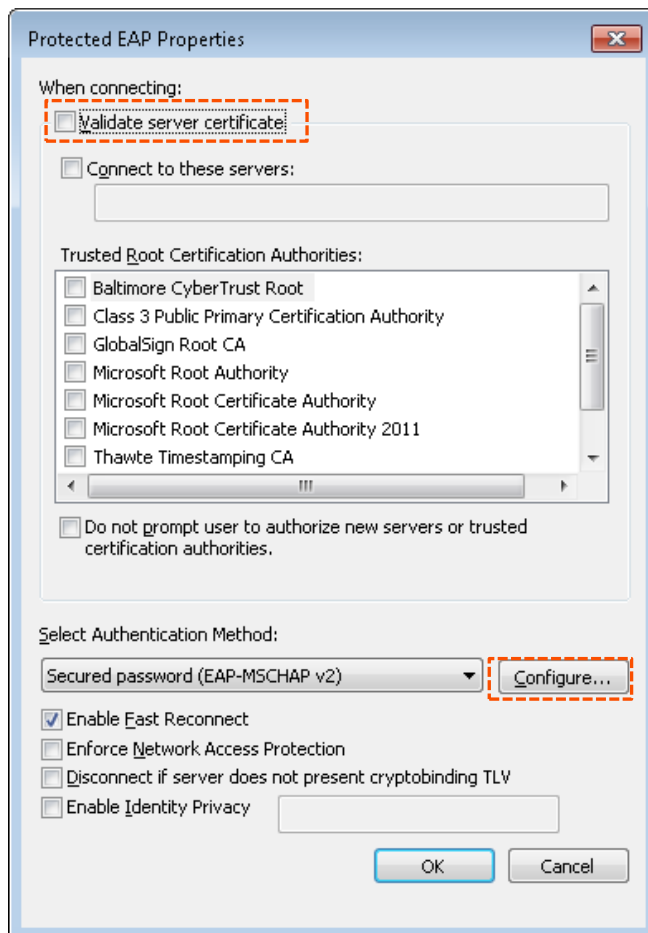 Protected EAP Properties
When connecting:
Validate server certificate
Connect to these servers:
Trusted Root Certification Authorities:
Baltimore CyberTrust Root
Class 3 Public Primary Certification Authority
GlobalSign Root CA
Microsoft Root Authority
Microsoft Root Certificate Authority
Microsoft Root Certificate Authority 2011
Thawte Timestamping CA
Do not prompt user to authorize new servers or trusted
certification authorities.
Select Authentication Method:
Secured password (EAP-MSCHAP v2) Configure...
Enable Fast Reconnect
Enforce Network Access Protection
Disconnect if server does not present cryptobinding TLV
Enable Identity Privacy
OK Cancel